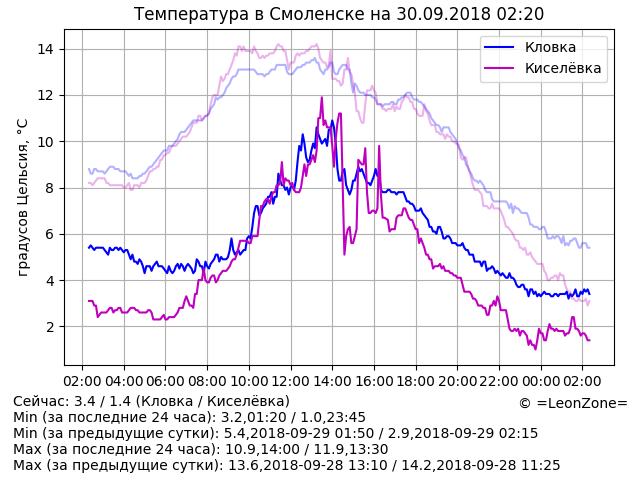 Температура в Смоленске на 30.09.2018 02:20
градусов Цельсия, °C
14
12
10
8
6
4
2
Кловка
Киселёвка
02:00 04:00 06:00 08:00 10:00 12:00 14:00 16:00 18:00 20:00 22:00 00:00 02:00
Сейчас: 3.4 / 1.4 (Кловка / Киселёвка)
© =LeonZone=
Min (за последние 24 часа): 3.2,01:20 / 1.0,23:45
Min (за предыдущие сутки): 5.4,2018-09-29 01:50 / 2.9,2018-09-29 02:15
Max (за последние 24 часа): 10.9,14:00 / 11.9,13:30
Max (за предыдущие сутки): 13.6,2018-09-28 13:10 / 14.2,2018-09-28 11:25